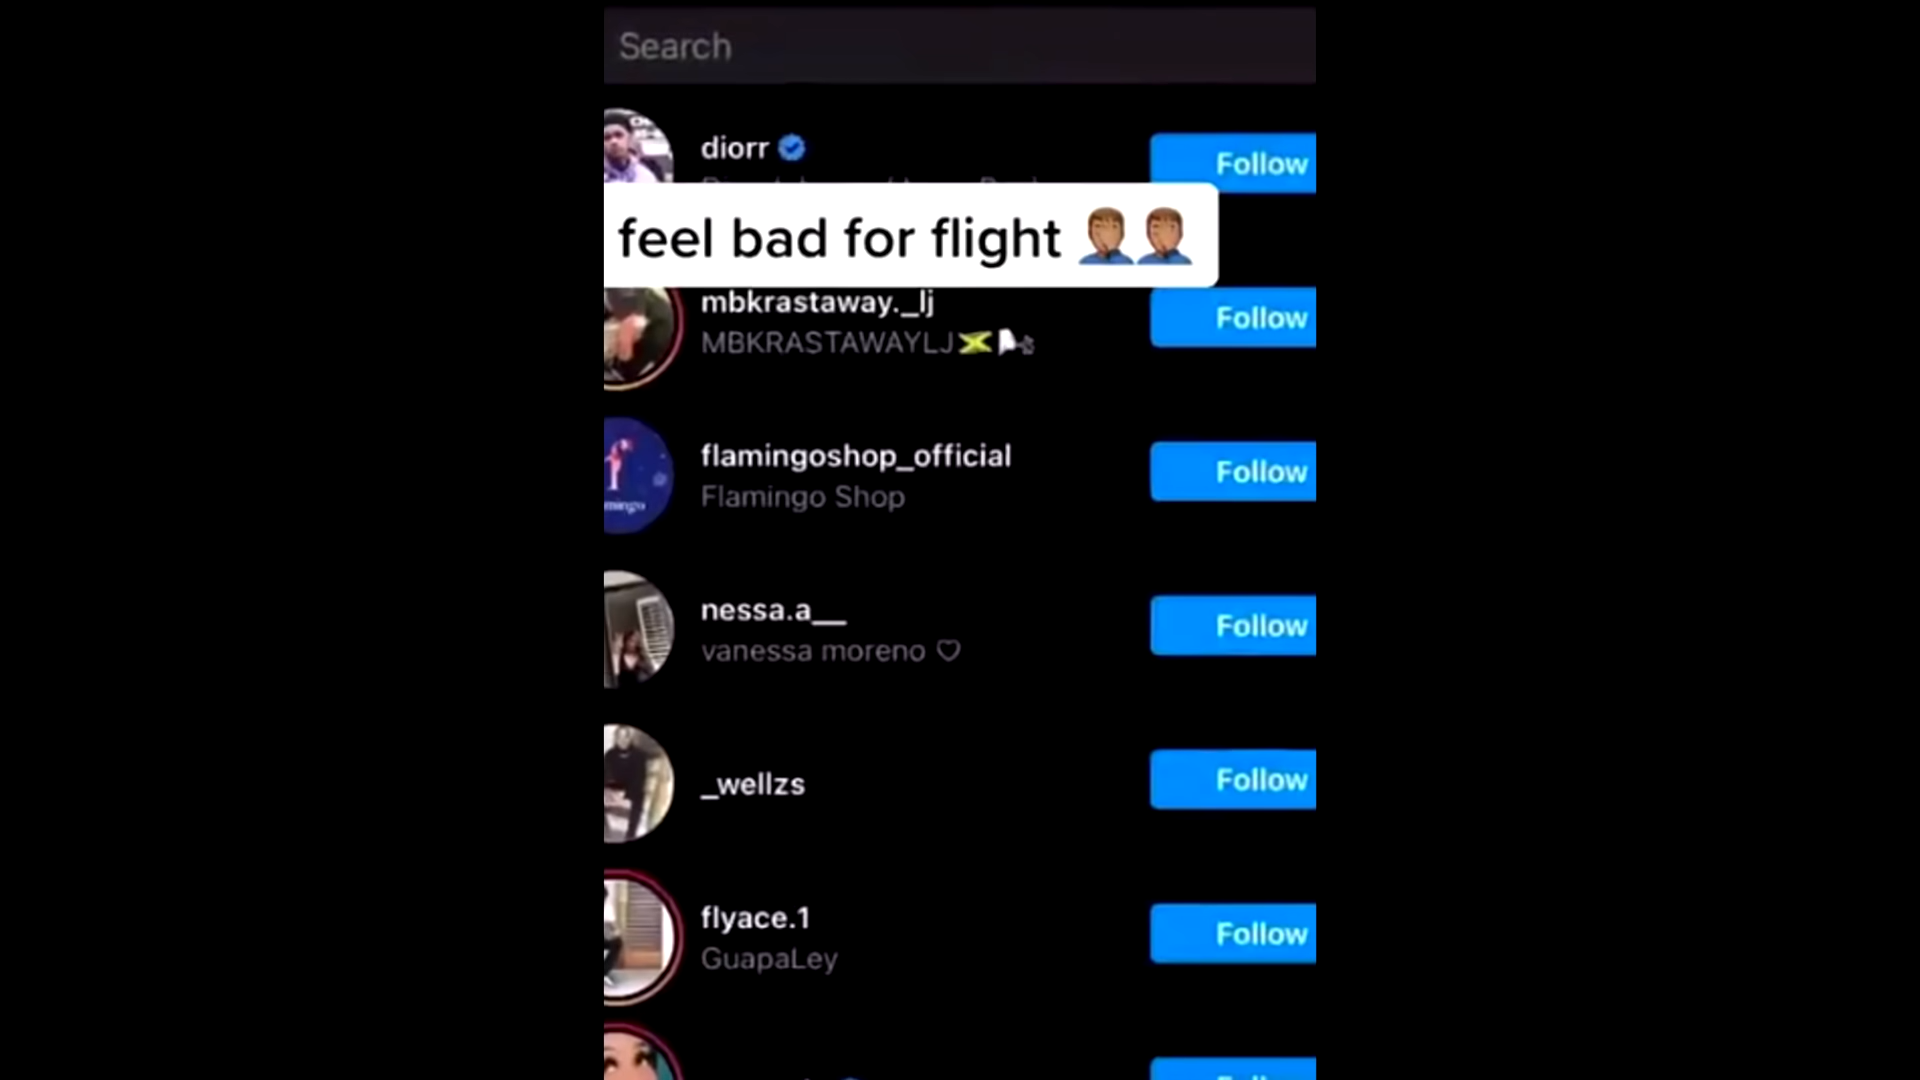 Search
diorr
Follow
feel bad for flight 🤦🏽‍♂️🤦🏽‍♂️
mbkrastaway._lj
MBKRASTAWAYLJ🇯🇲🌬
Follow
flamingoshop_official
Flamingo Shop
Follow
nessa.a__
vanessa moreno ♡
Follow
_wellzs
Follow
flyace.1
GuapaLey
Follow